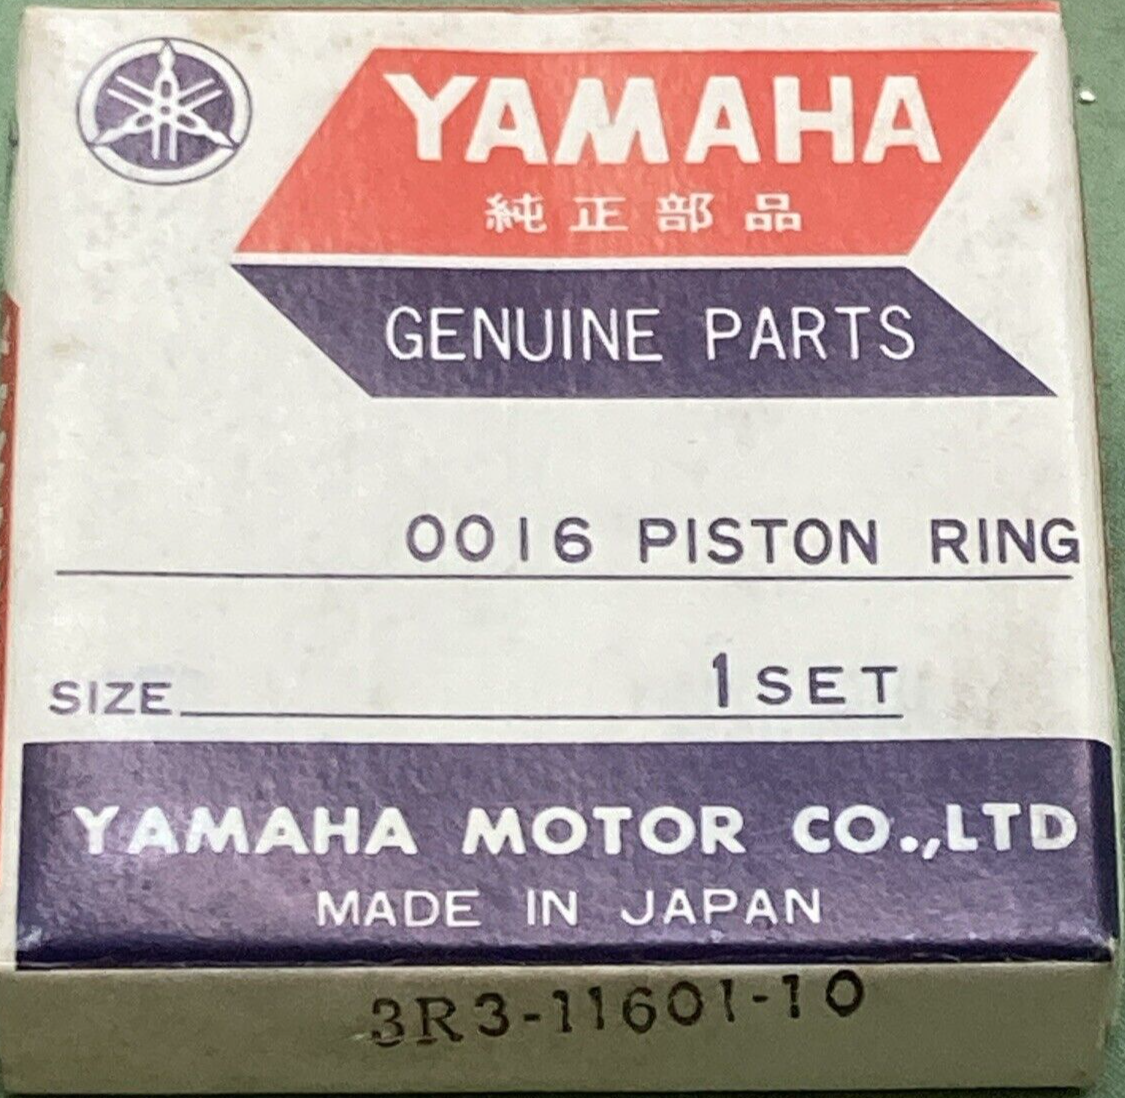 YAMAHA
純正部品
GENUINE PARTS
0016 PISTON RING
SIZE 1 SET
YAMAHA MOTOR CO.,LTD
MADE IN JAPAN
3R3-11601-10